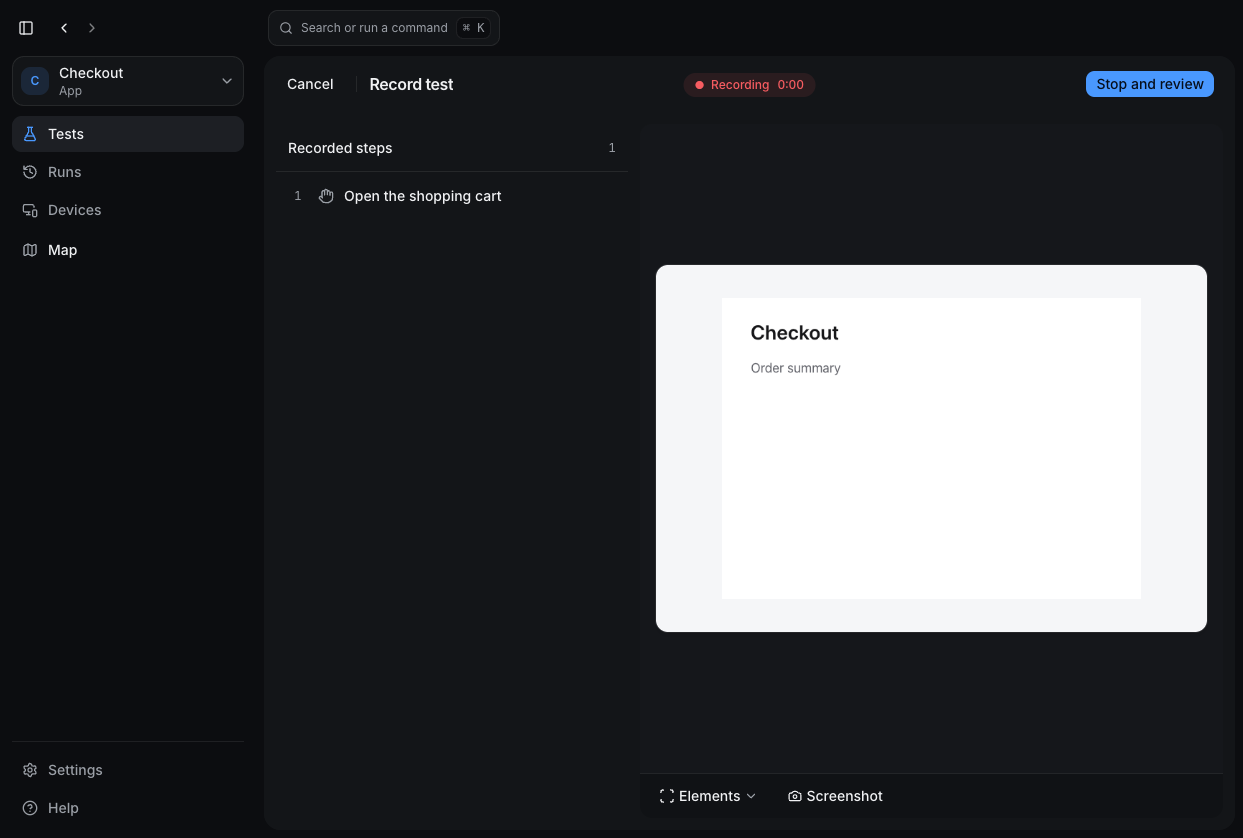 Search or run a command ⌘ K
C
Checkout
App
Tests
Runs
Devices
Map
Settings
Help
Cancel
Record test
Recording 0:00
Stop and review
Recorded steps 1
1 Open the shopping cart
Checkout
Order summary
Elements
Screenshot